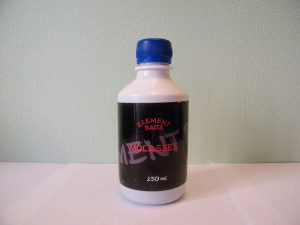 ELEMENT
BAITS
MOLASSES
250 ml